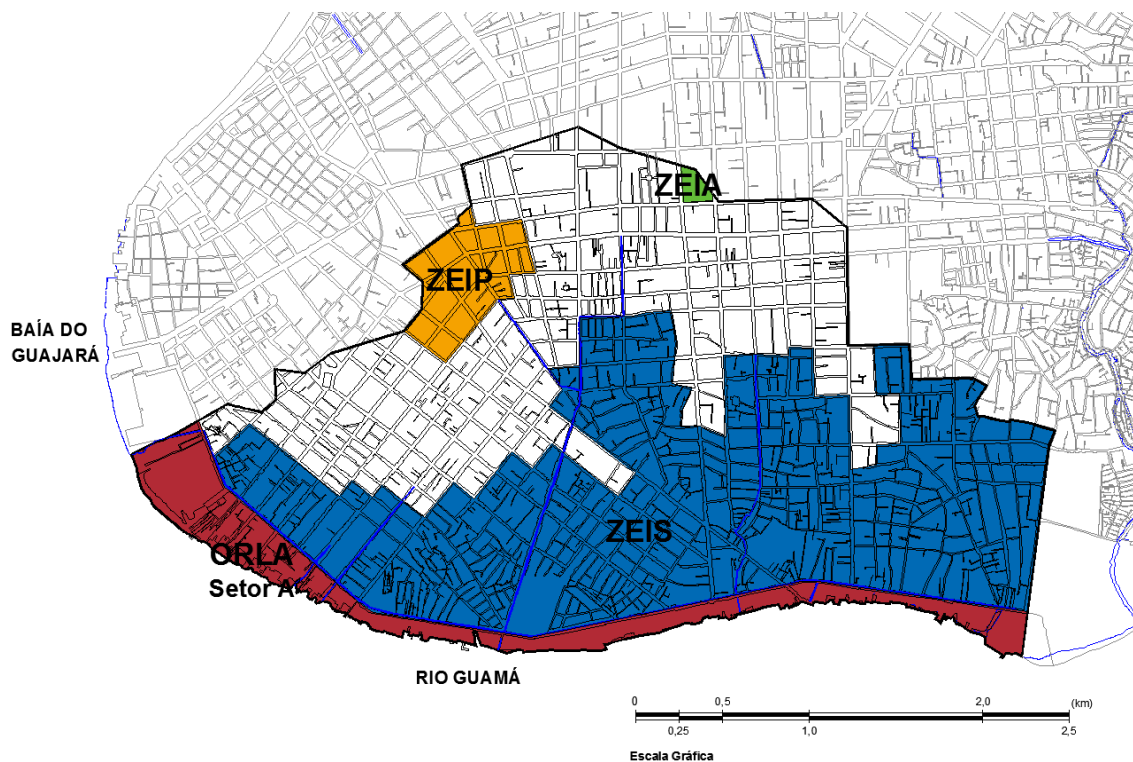 ZEIA
ZEIP
BAÍA DO
GUAJARÁ
ZEIS
ORLA
Setor A
RIO GUAMÁ
0 0,5 2,0 (km)
0,25 1,0 2,5
Escala Gráfica